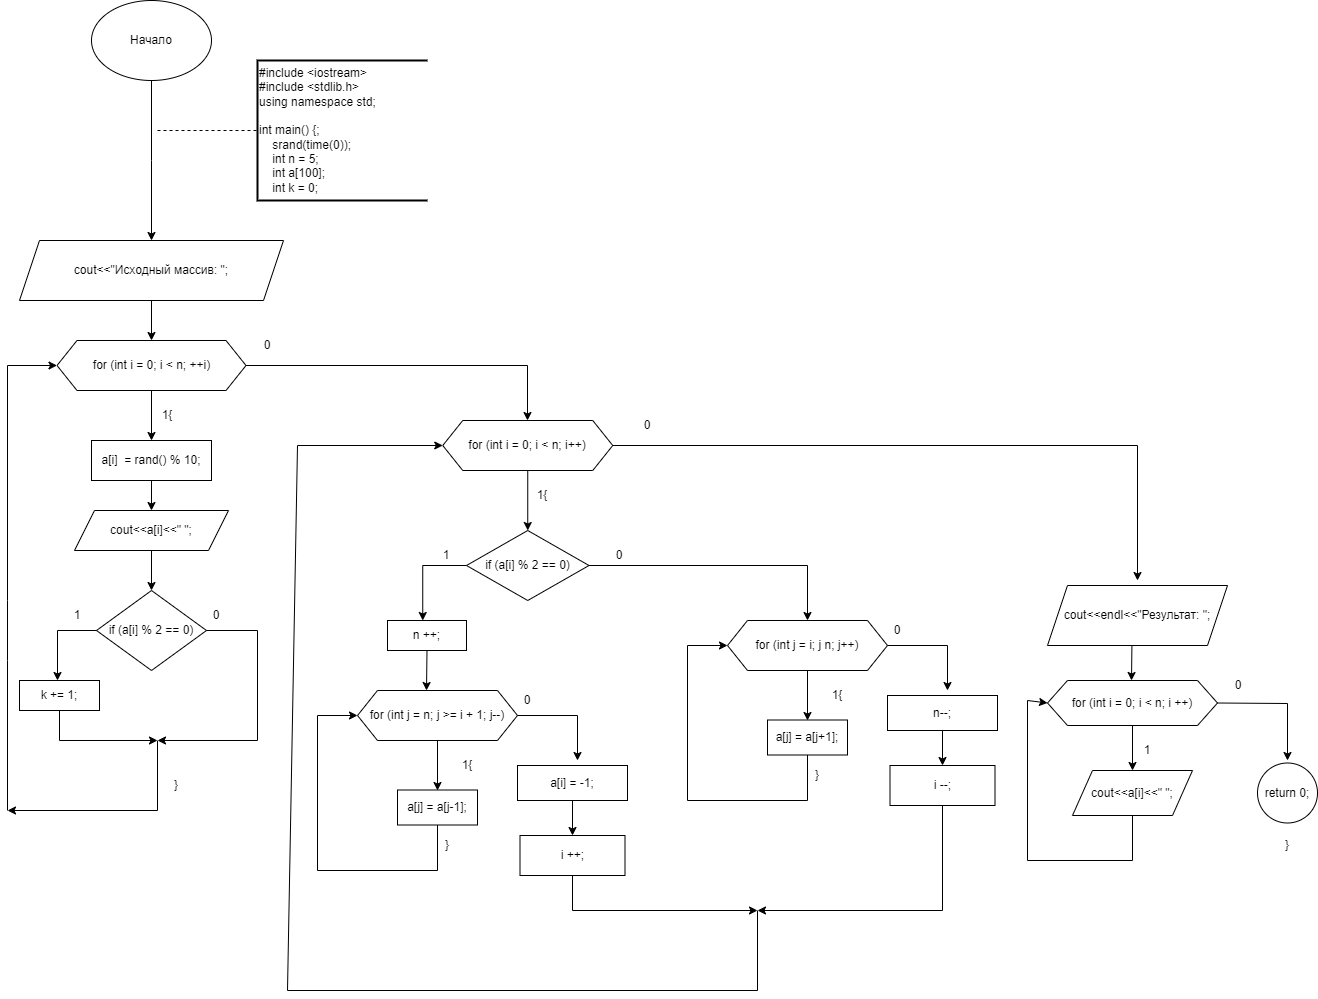 Начало
#include <iostream>
#include <stdlib.h>
using namespace std;
int main() {;
srand(time(0));
int n = 5;
int a[100];
int k = 0;
cout<<"Исходный массив: ";
for (int i = 0; i < n; ++i)
0
1{
a[i]  = rand() % 10;
cout<<a[i]<<" ";
if (a[i] % 2 == 0)
1
0
k += 1;
}
for (int i = 0; i < n; i++)
0
1{
if (a[i] % 2 == 0)
1
0
n ++;
for (int j = n; j >= i + 1; j--)
0
1{
a[j] = a[j-1];
}
a[i] = -1;
i ++;
for (int j = i; j n; j++)
0
1{
a[j] = a[j+1];
}
n--;
i --;
cout<<endl<<"Результат: ";
for (int i = 0; i < n; i ++)
0
1
cout<<a[i]<<" ";
return 0;
}